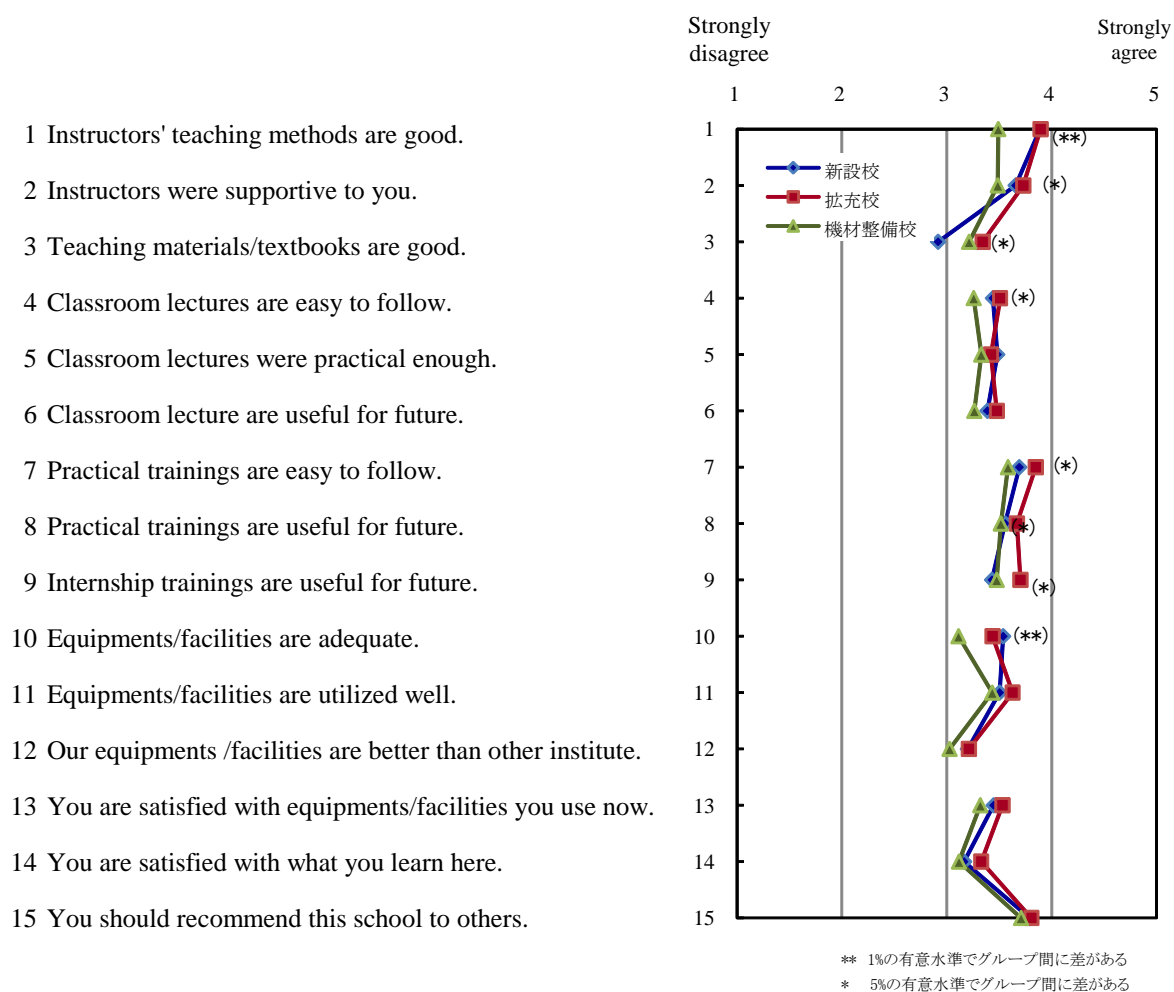 Strongly
disagree
Strongly
agree
1 2 3 4 5
1 Instructors' teaching methods are good.
2 Instructors were supportive to you.
3 Teaching materials/textbooks are good.
4 Classroom lectures are easy to follow.
5 Classroom lectures were practical enough.
6 Classroom lecture are useful for future.
7 Practical trainings are easy to follow.
8 Practical trainings are useful for future.
9 Internship trainings are useful for future.
10 Equipments/facilities are adequate.
11 Equipments/facilities are utilized well.
12 Our equipments /facilities are better than other institute.
13 You are satisfied with equipments/facilities you use now.
14 You are satisfied with what you learn here.
15 You should recommend this school to others.
1
(**)
新設校
2
(*)
拡充校
機材整備校
3
(*)
4
(*)
5
6
7
(*)
8
(*)
9
(*)
10
(**)
11
12
13
14
15
** 1%の有意水準でグループ間に差がある
* 5%の有意水準でグループ間に差がある